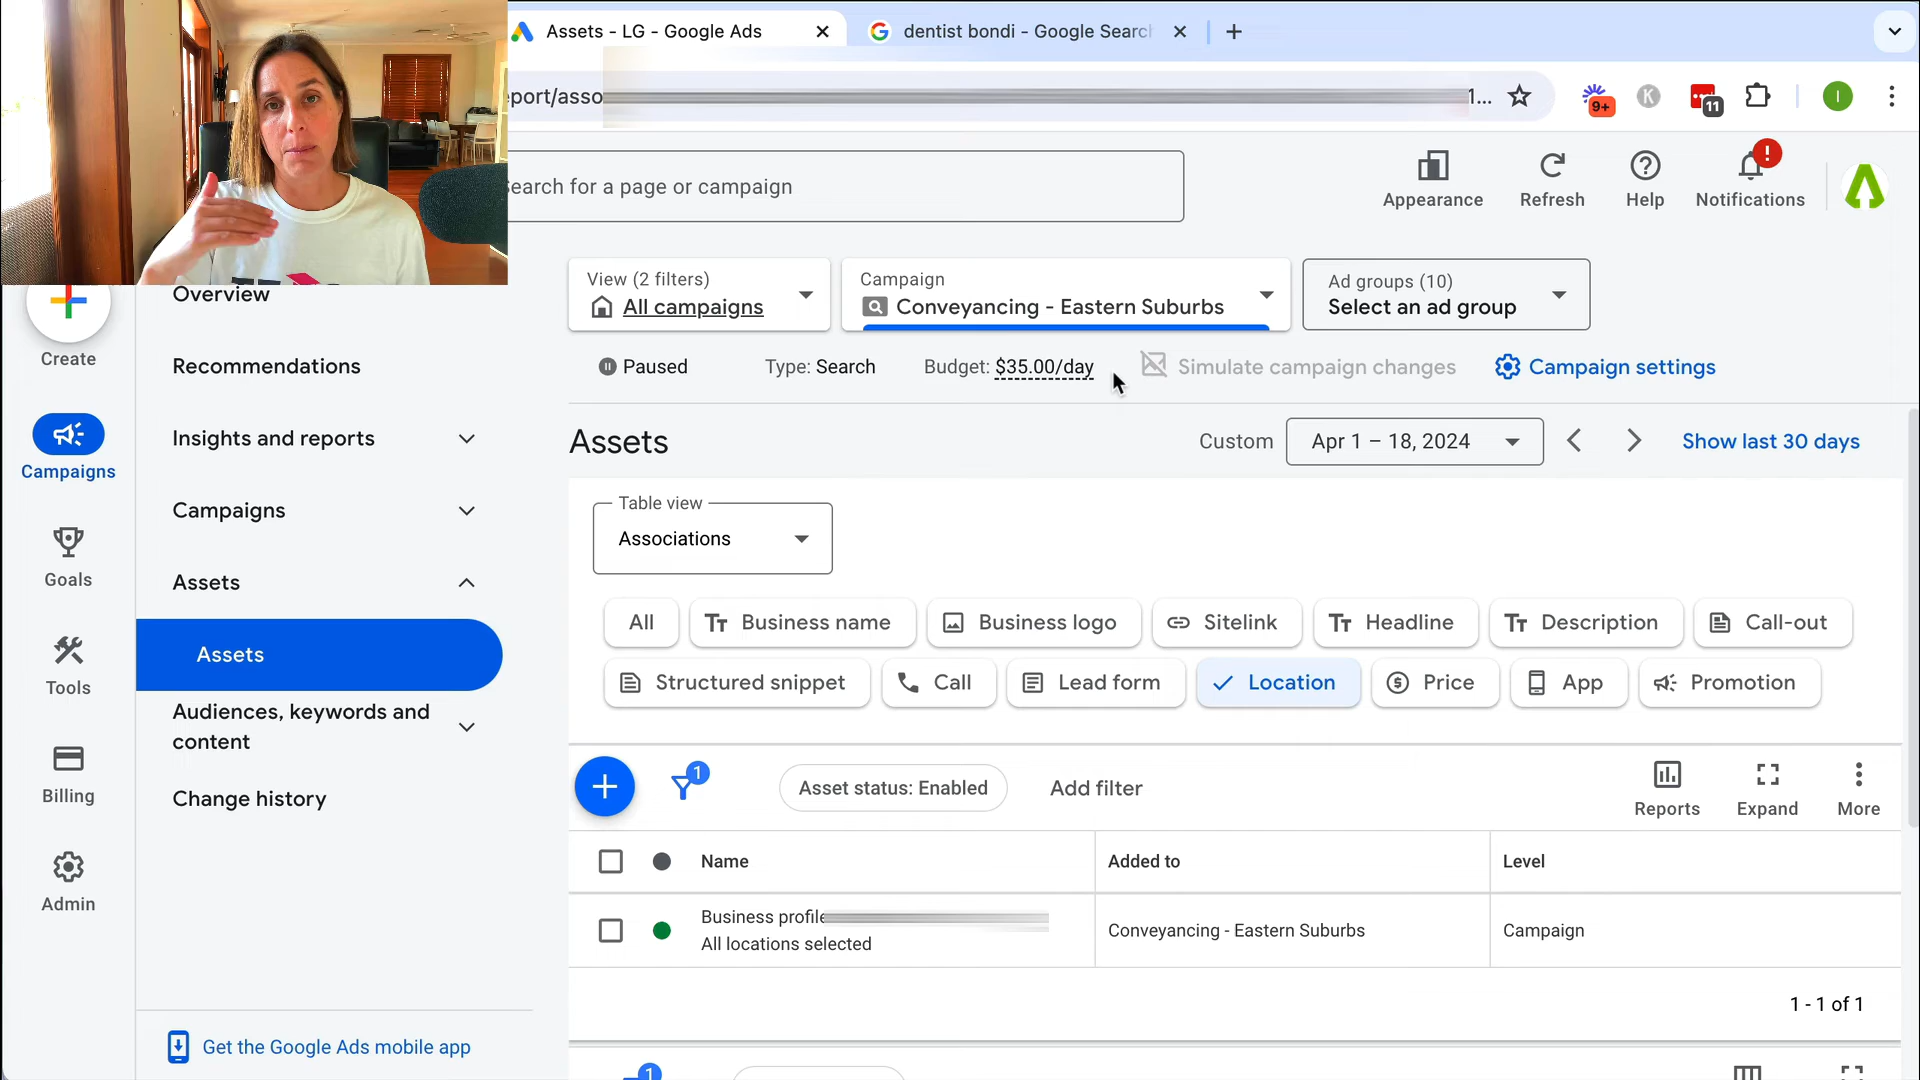 Assets - LG - Google Ads
dentist bondi - Google Searc
port/asso
1...
9+
K
11
I
earch for a page or campaign
Appearance
Refresh
Help
Notifications
View (2 filters)
All campaigns
Campaign
Conveyancing - Eastern Suburbs
Ad groups (10)
Select an ad group
Paused
Type: Search
Budget: $35.00/day
Simulate campaign changes
Campaign settings
Create
Campaigns
Goals
Tools
Billing
Admin
Overview
Recommendations
Insights and reports
Campaigns
Assets
Assets
Audiences, keywords and
content
Change history
Get the Google Ads mobile app
Assets
Custom
Apr 1 – 18, 2024
Show last 30 days
Table view
Associations
All
Business name
Business logo
Sitelink
Headline
Description
Call-out
Structured snippet
Call
Lead form
Location
Price
App
Promotion
1
Asset status: Enabled
Add filter
Reports
Expand
More
Name
Added to
Level
Business profile
All locations selected
Conveyancing - Eastern Suburbs
Campaign
1 - 1 of 1
1